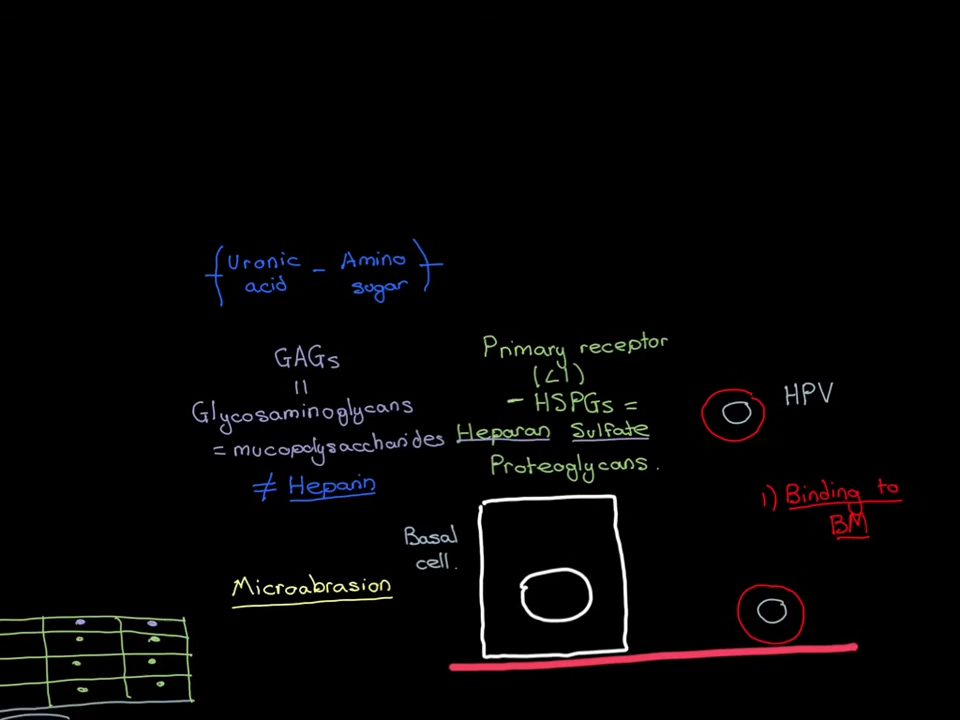 (Uronic acid - Amino sugar)
GAGs
=
Glycosaminoglycans
= mucopolysaccharides
≠ Heparin
Primary receptor
(L1)
- HSPGs =
Heparan Sulfate
Proteoglycans.
HPV
1) Binding to
BM
Basal
cell.
Microabrasion